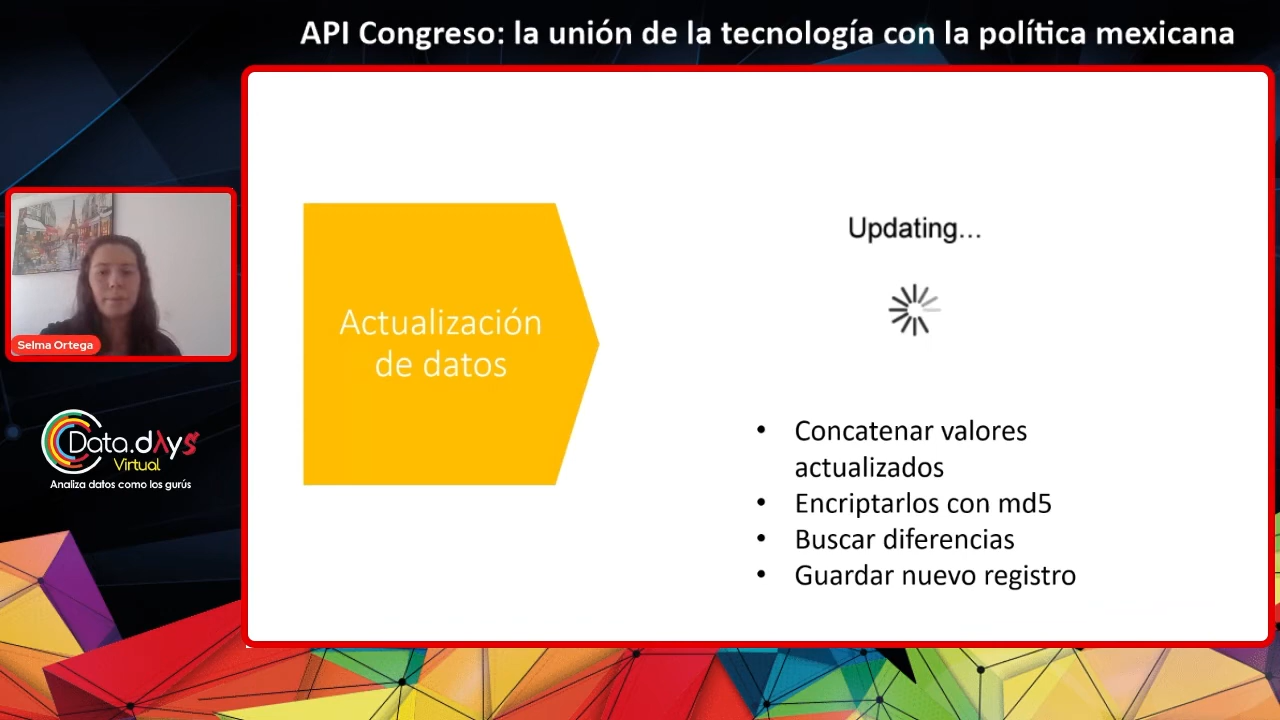 API Congreso: la unión de la tecnología con la política mexicana
Actualización
de datos
Updating...
• Concatenar valores
actualizados
• Encriptarlos con md5
• Buscar diferencias
• Guardar nuevo registro
Selma Ortega
Data.dAys
Virtual
Analiza datos como los gurús